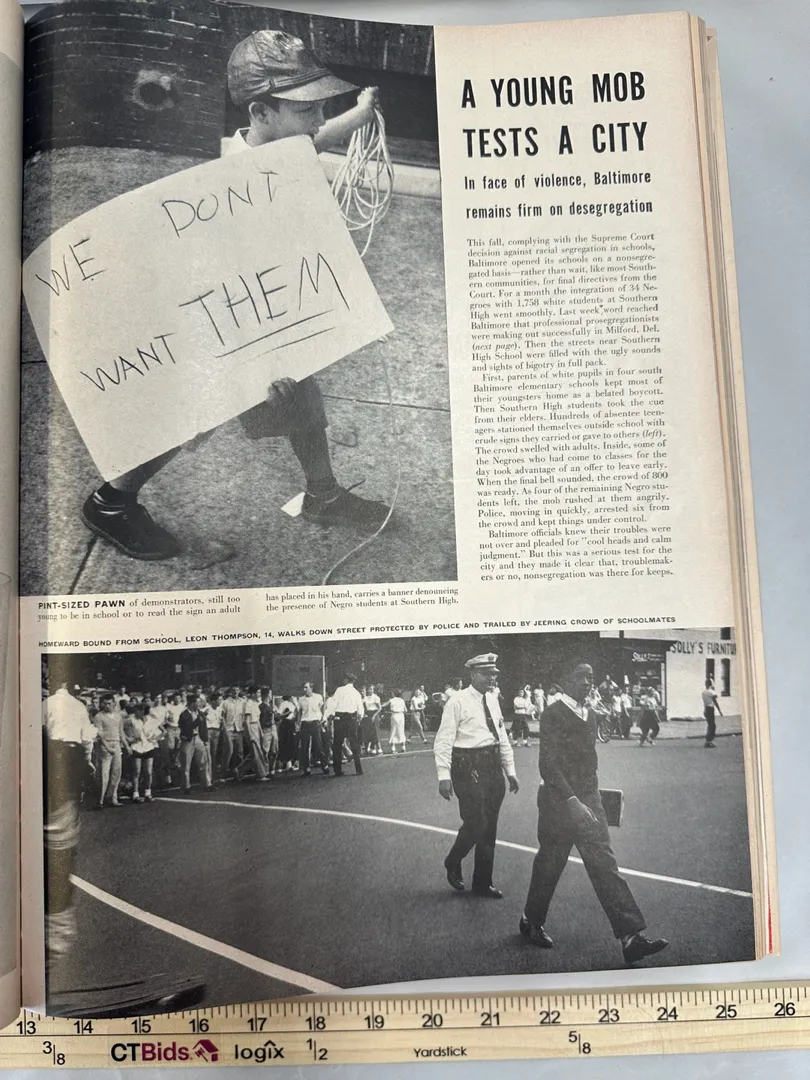 WE DONT
WANT THEM
A YOUNG MOB
TESTS A CITY
In face of violence, Baltimore
remains firm on desegregation
This fall, complying with the Supreme Court
decision against racial segregation in schools,
Baltimore opened its schools on a nonsegre-
gated basis—rather than wait, like most South-
ern communities, for final directives from the
Court. For a month the integration of 34 Ne-
groes with 1,758 white students at Southern
High went smoothly. Last week word reached
Baltimore that professional prosegregationists
were making out successfully in Milford, Del.
(next page). Then the streets near Southern
High School were filled with the ugly sounds
and sights of bigotry in full pack.
First, parents of white pupils in four south
Baltimore elementary schools kept most of
their youngsters home as a belated boycott.
Then Southern High students took the cue
from their elders. Hundreds of absentee teen-
agers stationed themselves outside school with
crude signs they carried or gave to others (left).
The crowd swelled with adults. Inside, some of
the Negroes who had come to classes for the
day took advantage of an offer to leave early.
When the final bell sounded, the crowd of 800
was ready. As four of the remaining Negro stu-
dents left, the mob rushed at them angrily.
Police, moving in quickly, arrested six from
the crowd and kept things under control.
Baltimore officials knew their troubles were
not over and pleaded for "cool heads and calm
judgment." But this was a serious test for the
city and they made it clear that, troublemak-
ers or no, nonsegregation was there for keeps.
PINT-SIZED PAWN of demonstrators, still too
young to be in school or to read the sign an adult
has placed in his hand, carries a banner denouncing
the presence of Negro students at Southern High.
HOMEWARD BOUND FROM SCHOOL, LEON THOMPSON, 14, WALKS DOWN STREET PROTECTED BY POLICE AND TRAILED BY JEERING CROWD OF SCHOOLMATES
SOLLY'S FURNITU
SOLLY'S
13 14 15 16 17 18 19 20 21 22 23 24 25 26
3/8 CTBids logix 1/2 Yardstick 5/8